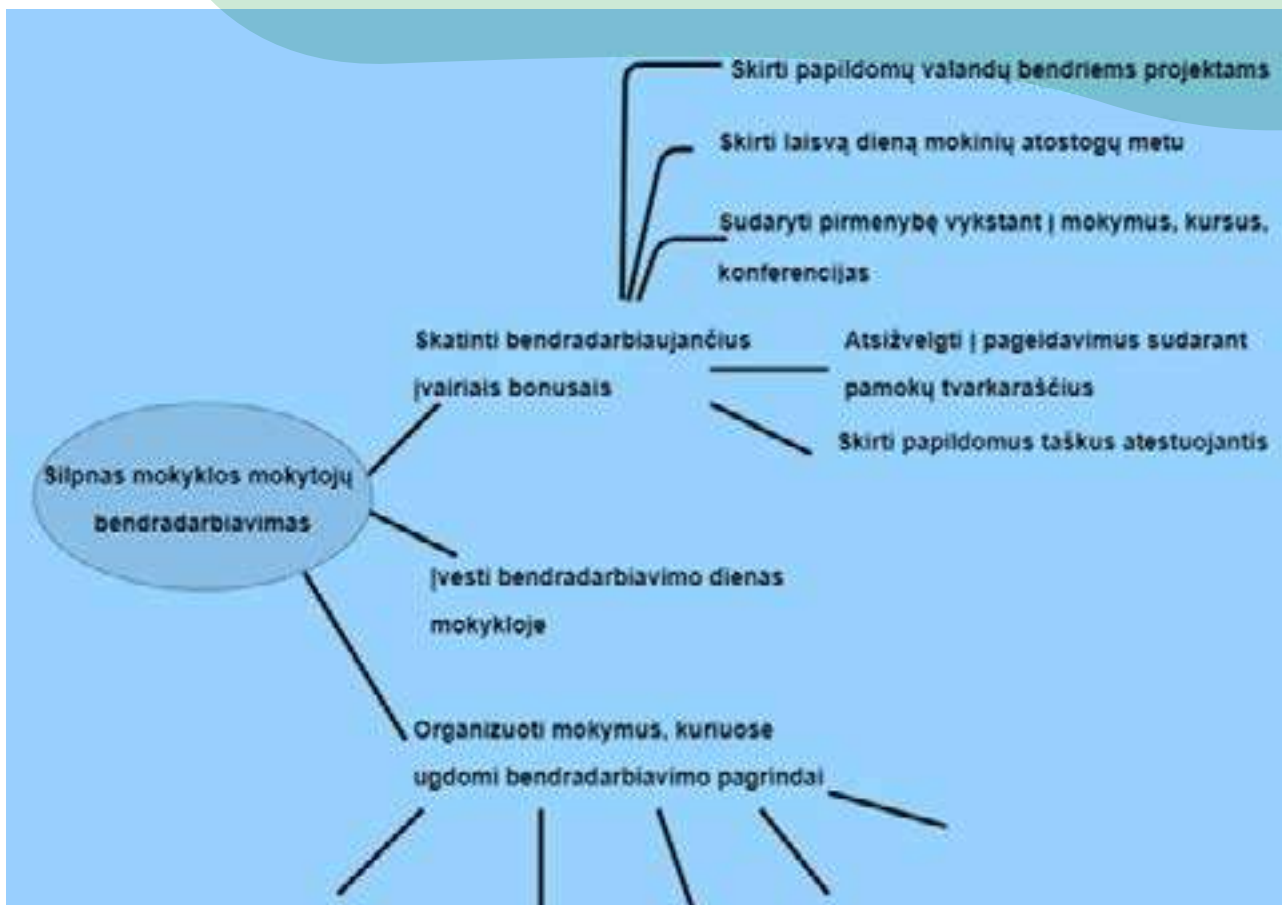 Skirti papildomų valandų bendriems projektams
Skirti laisvą dieną mokinių atostogų metu
Sudaryti pirmenybę vykstant į mokymus, kursus,
konferencijas
Skatinti bendradarbiaujančius
įvairiais bonusais
Atsižvelgti į pageidavimus sudarant
pamokų tvarkaraščius
Skirti papildomus taškus atestuojantis
Silpnas mokyklos mokytojų
bendradarbiavimas
Įvesti bendradarbiavimo dienas
mokykloje
Organizuoti mokymus, kuriuose
ugdomi bendradarbiavimo pagrindai